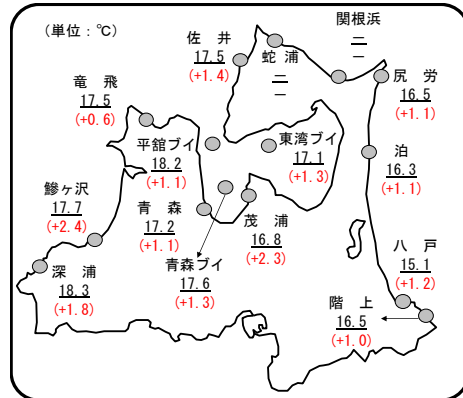 (単位：℃)
関根浜
－
－
佐井
17.5
(+1.4)
蛇浦
－
－
尻労
16.5
(+1.1)
竜飛
17.5
(+0.6)
平舘ブイ
18.2
(+1.1)
東湾ブイ
17.1
(+1.3)
泊
16.3
(+1.1)
鰺ヶ沢
17.7
(+2.4)
青森
17.2
(+1.1)
茂浦
16.8
(+2.3)
青森ブイ
17.6
(+1.3)
深浦
18.3
(+1.8)
八戸
15.1
(+1.2)
階上
16.5
(+1.0)